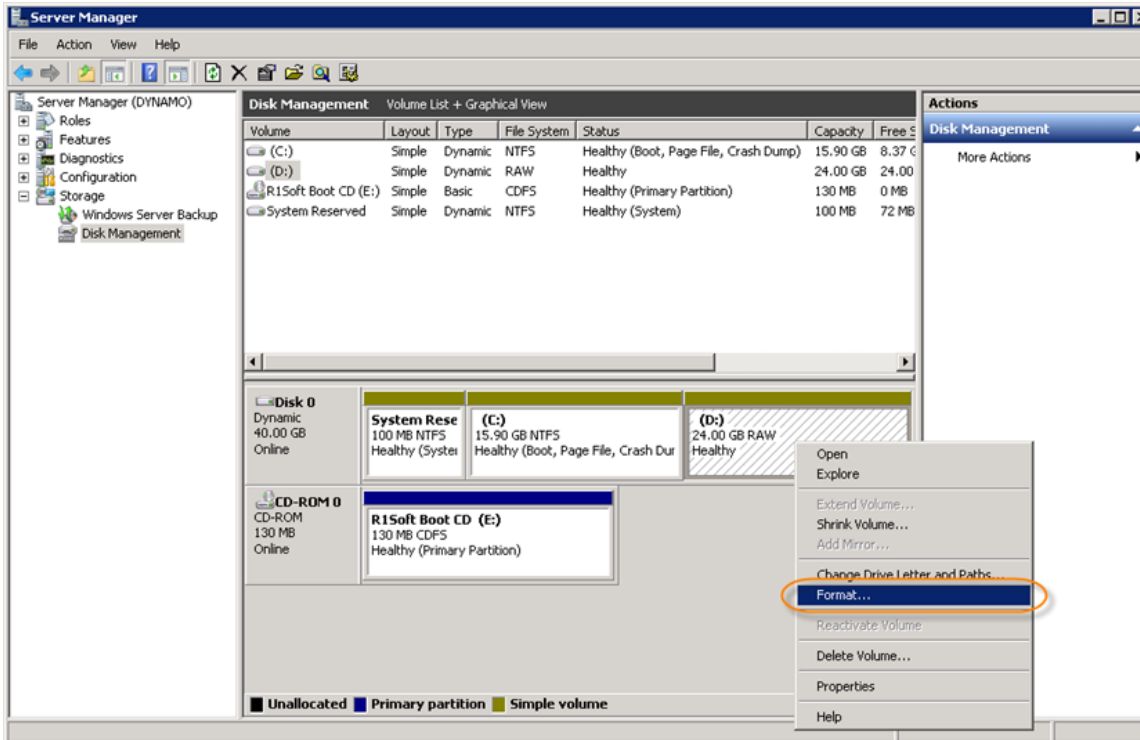 Server Manager
File Action View Help
Server Manager (DYNAMO)
Roles
Features
Diagnostics
Configuration
Storage
Windows Server Backup
Disk Management
Disk Management Volume List + Graphical View
Volume Layout Type File System Status Capacity Free S
(C:) Simple Dynamic NTFS Healthy (Boot, Page File, Crash Dump) 15.90 GB 8.37 G
(D:) Simple Dynamic RAW Healthy 24.00 GB 24.00
R1Soft Boot CD (E:) Simple Basic CDFS Healthy (Primary Partition) 130 MB 0 MB
System Reserved Simple Dynamic NTFS Healthy (System) 100 MB 72 MB
Disk 0
Dynamic
40.00 GB
Online
System Rese
100 MB NTFS
Healthy (Syster
(C:)
15.90 GB NTFS
Healthy (Boot, Page File, Crash Dur
(D:)
24.00 GB RAW
Healthy
CD-ROM 0
CD-ROM
130 MB
Online
R1Soft Boot CD (E:)
130 MB CDFS
Healthy (Primary Partition)
Unallocated Primary partition Simple volume
Actions
Disk Management
More Actions
Open
Explore
Extend Volume...
Shrink Volume...
Add Mirror...
Change Drive Letter and Paths...
Format...
Reactivate Volume
Delete Volume...
Properties
Help